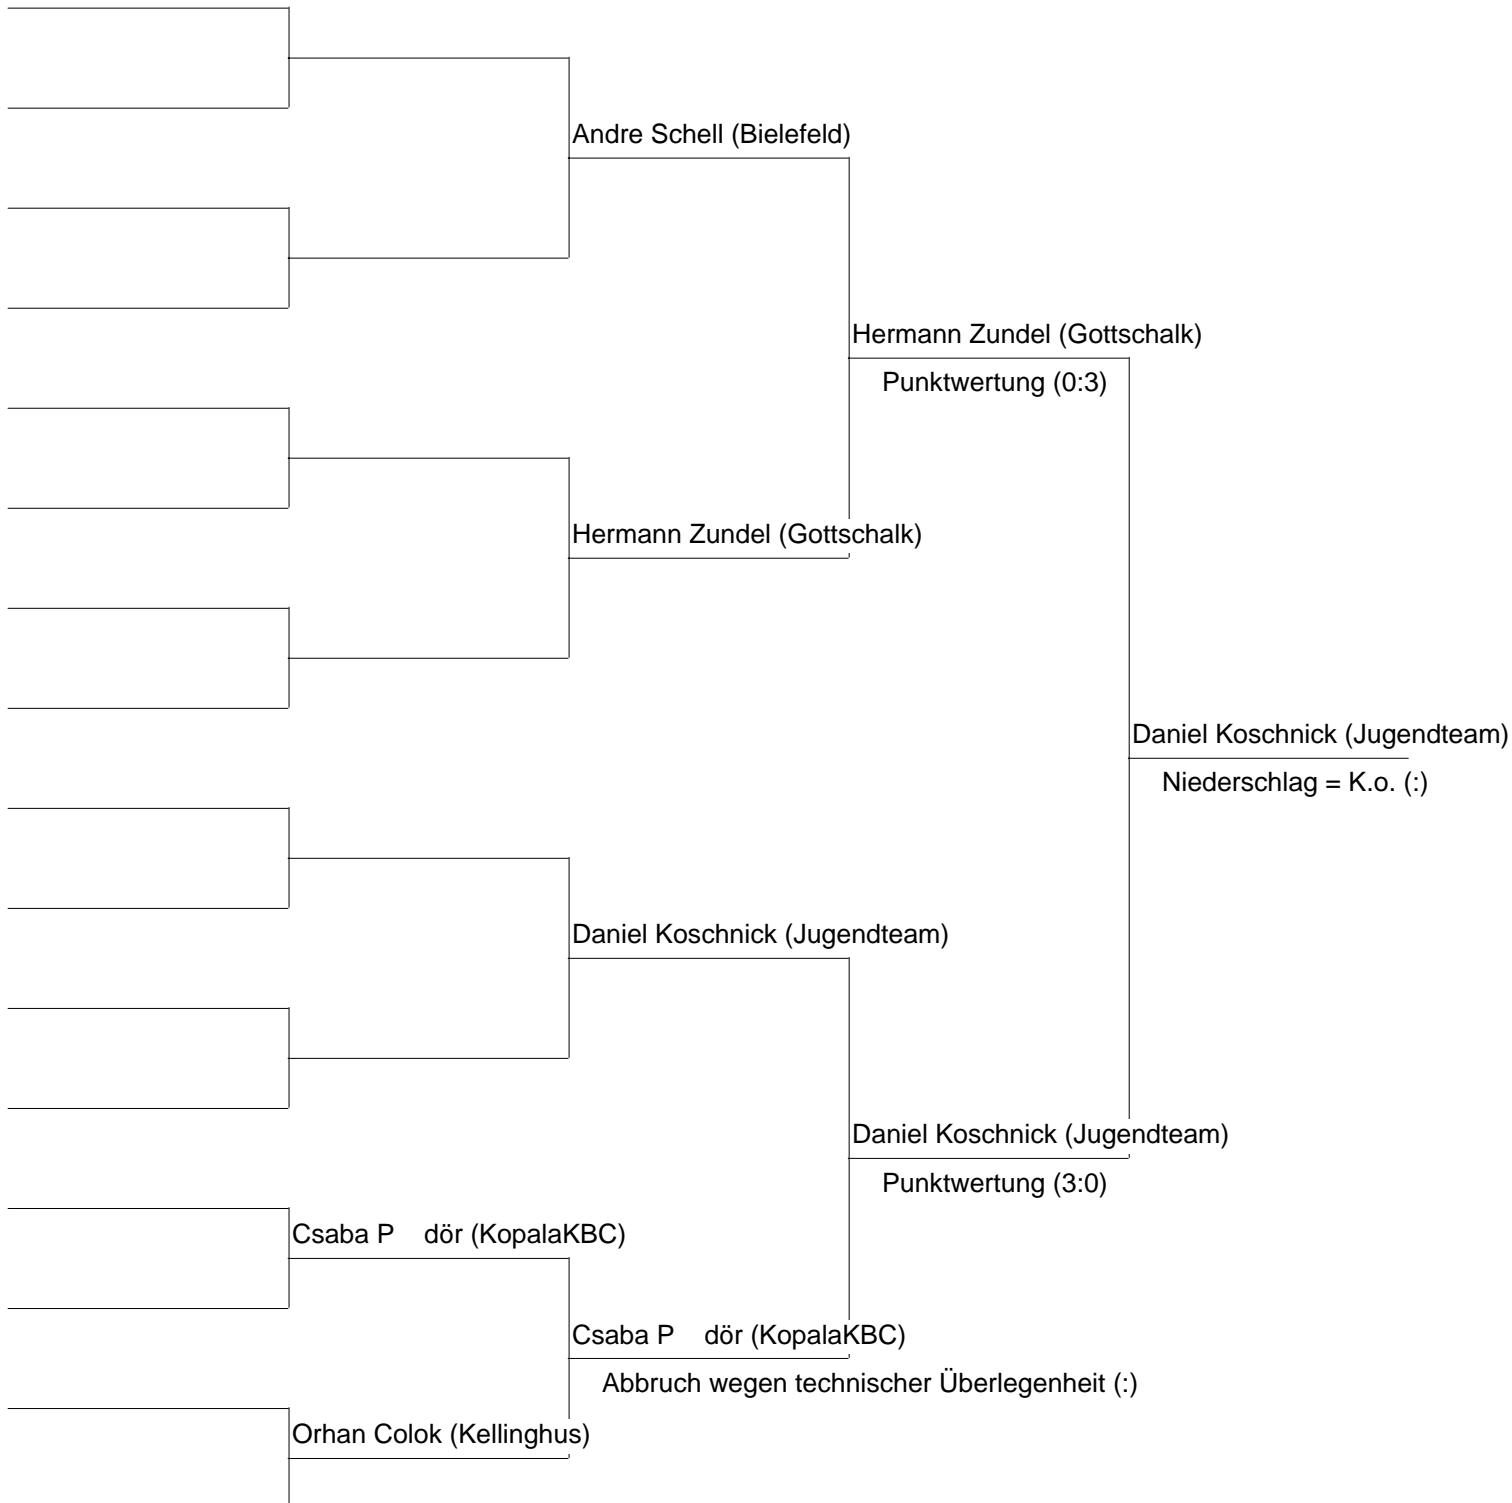 Andre Schell (Bielefeld)
Hermann Zundel (Gottschalk)
Punktwertung (0:3)
Hermann Zundel (Gottschalk)
Daniel Koschnick (Jugendteam)
Niederschlag = K.o. (:)
Daniel Koschnick (Jugendteam)
Daniel Koschnick (Jugendteam)
Punktwertung (3:0)
Csaba P dör (KopalaKBC)
Csaba P dör (KopalaKBC)
Abbruch wegen technischer Überlegenheit (:)
Orhan Colok (Kellinghus)